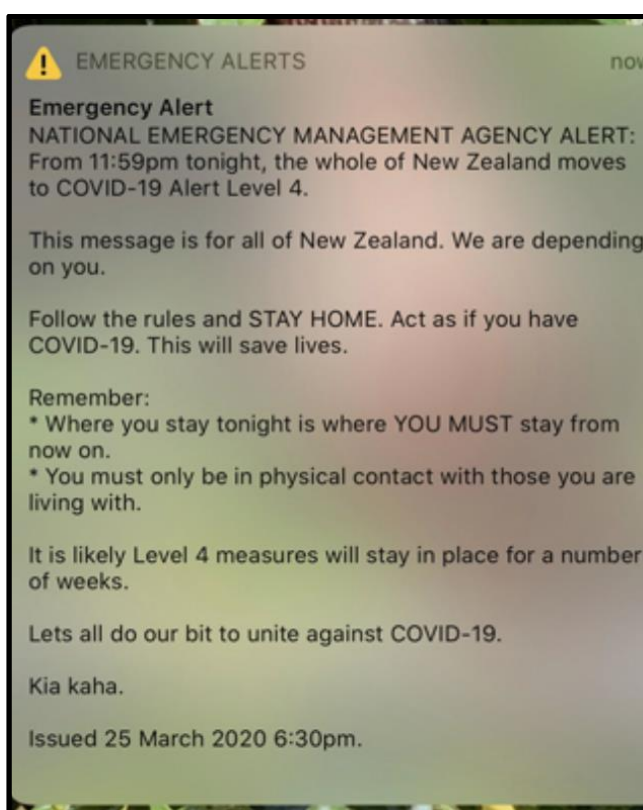 EMERGENCY ALERTS
now
Emergency Alert
NATIONAL EMERGENCY MANAGEMENT AGENCY ALERT:
From 11:59pm tonight, the whole of New Zealand moves
to COVID-19 Alert Level 4.
This message is for all of New Zealand. We are depending
on you.
Follow the rules and STAY HOME. Act as if you have
COVID-19. This will save lives.
Remember:
* Where you stay tonight is where YOU MUST stay from
now on.
* You must only be in physical contact with those you are
living with.
It is likely Level 4 measures will stay in place for a number
of weeks.
Lets all do our bit to unite against COVID-19.
Kia kaha.
Issued 25 March 2020 6:30pm.